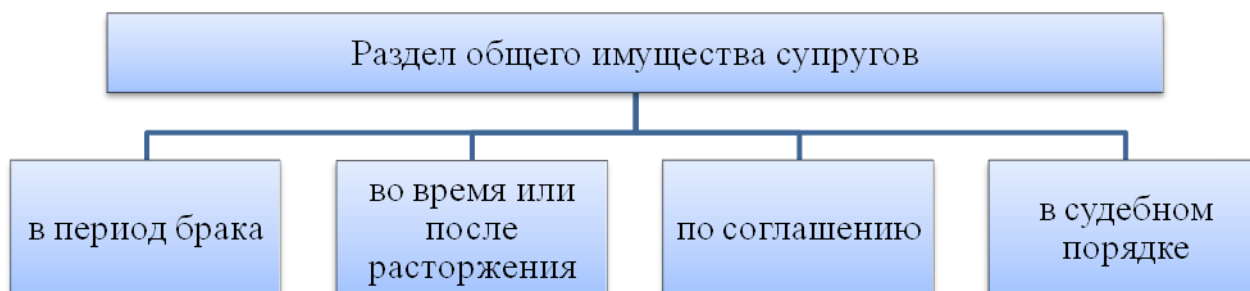 Раздел общего имущества супругов
в период брака
во время или
после
расторжения
по соглашению
в судебном
порядке